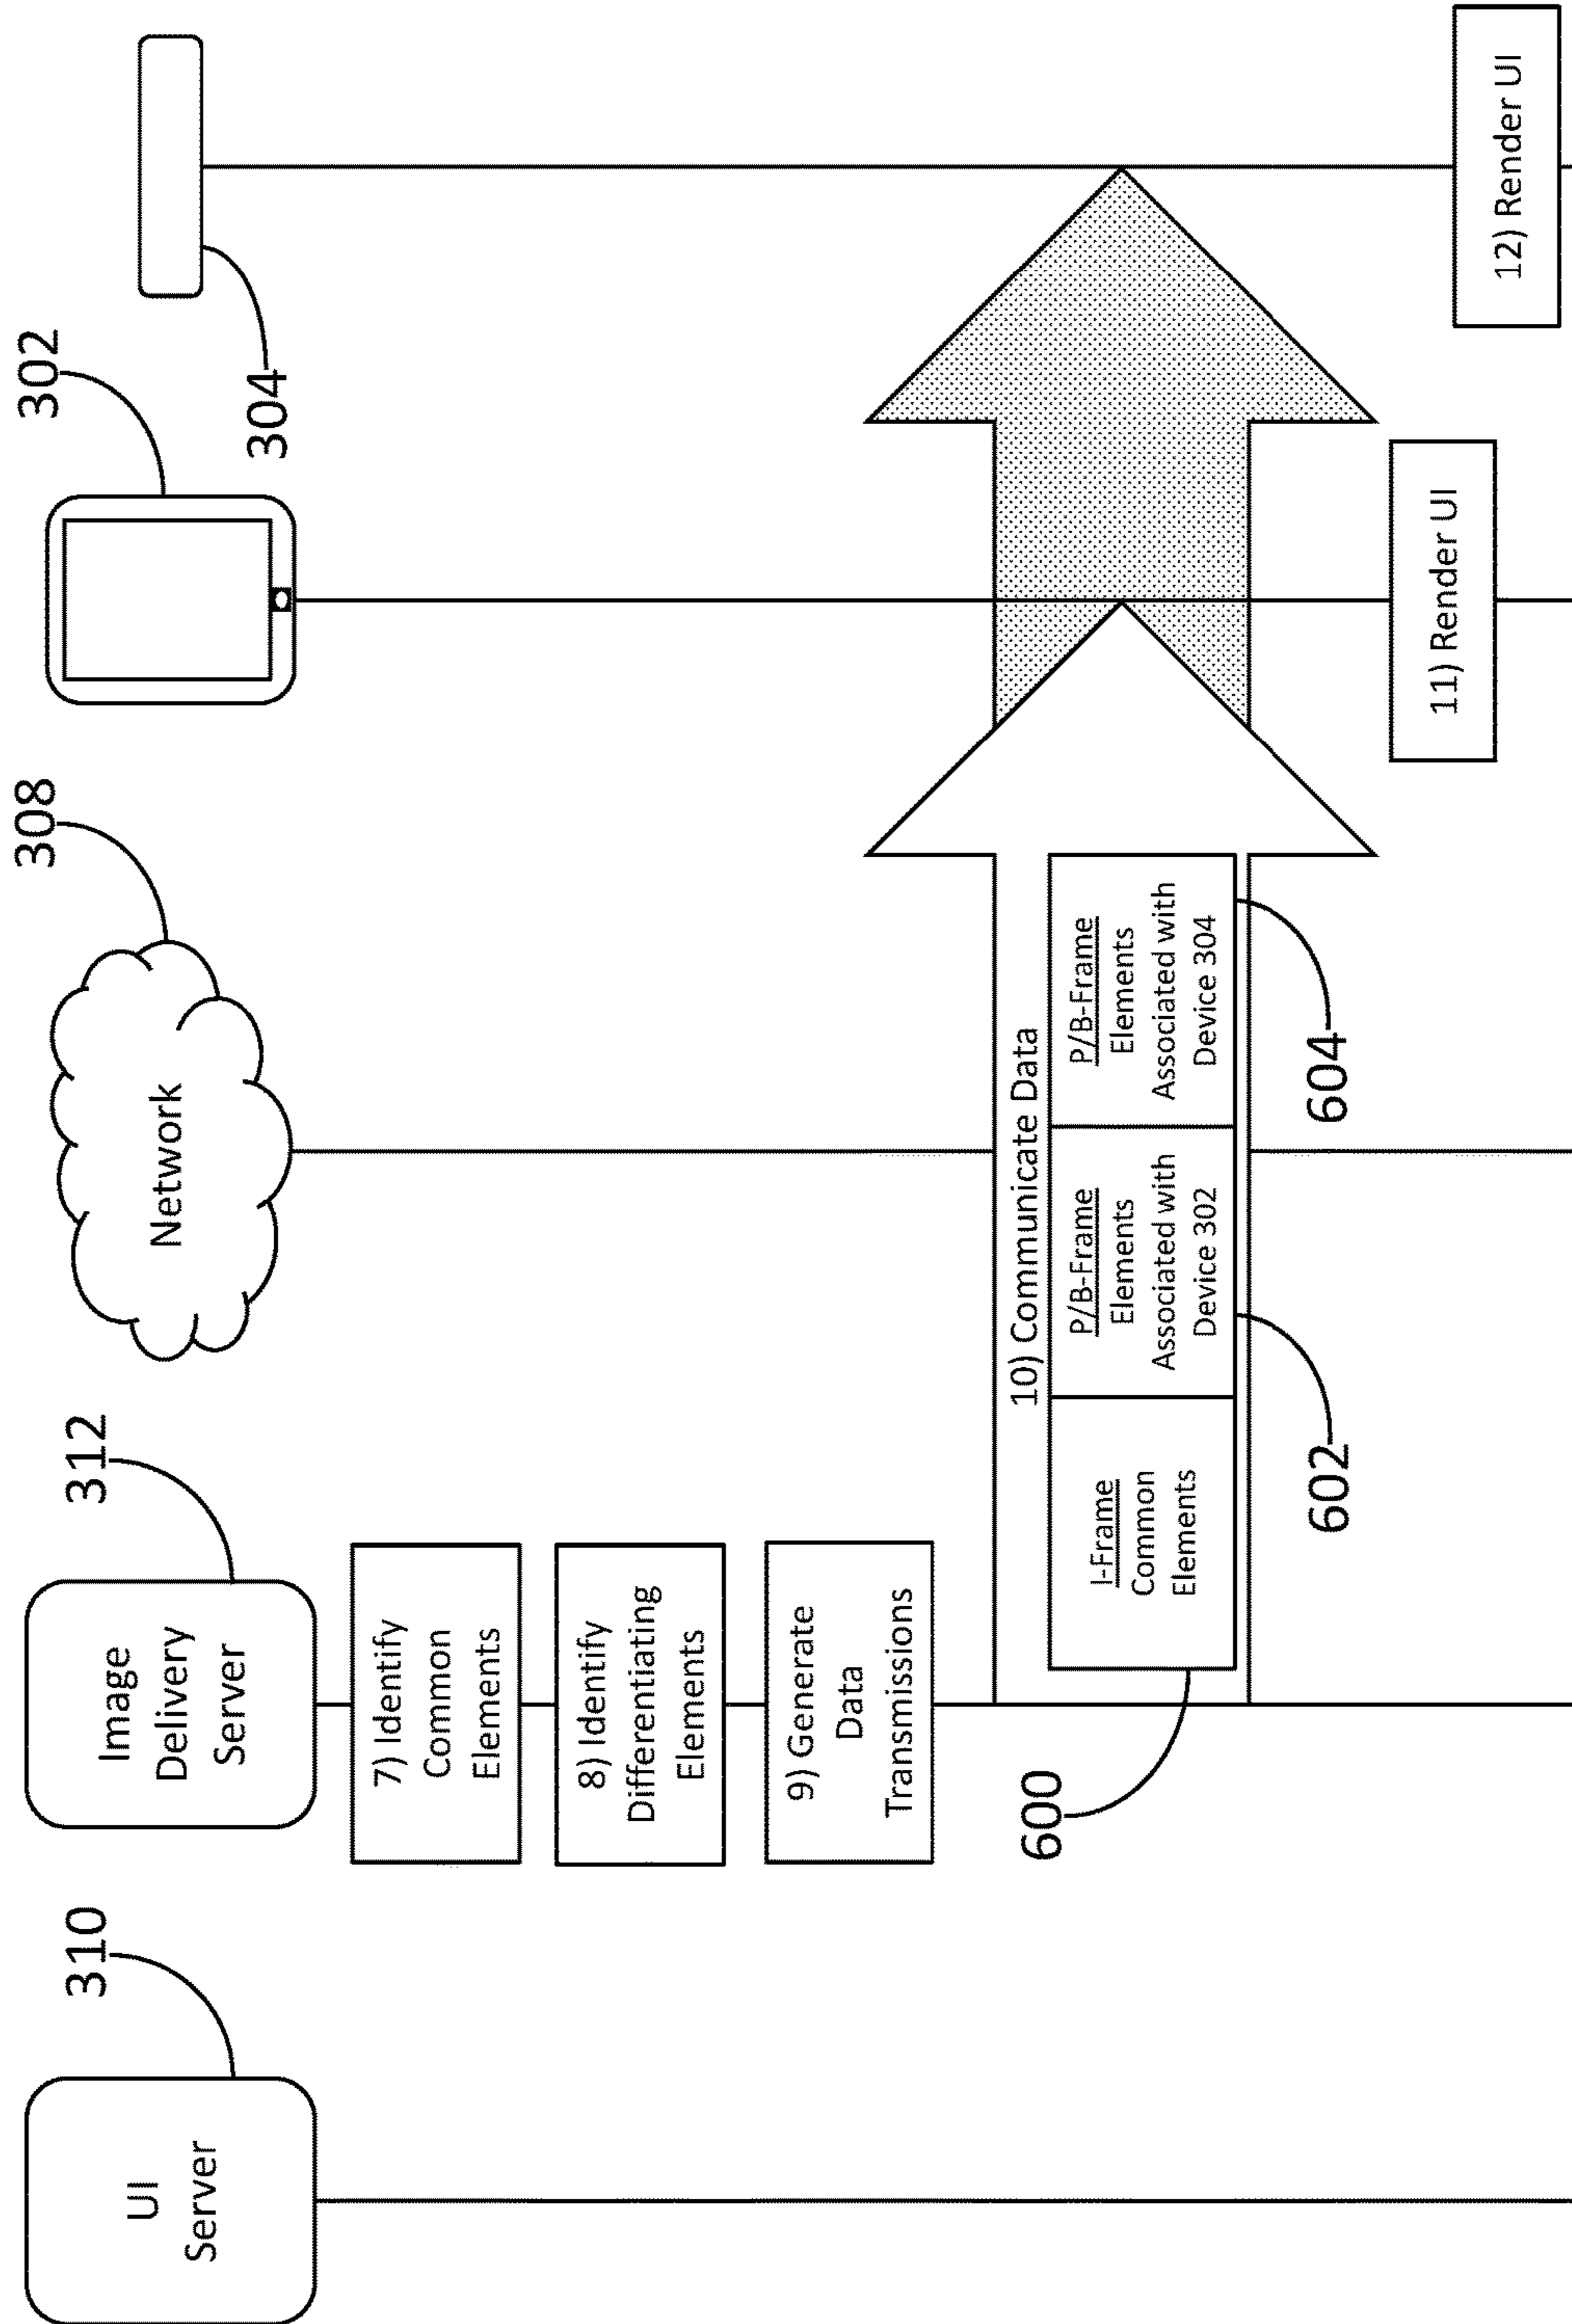 310
312
308
302
304
UI
Server
Image
Delivery
Server
Network
7) Identify
Common
Elements
8) Identify
Differentiating
Elements
9) Generate
Data
Transmissions
10) Communicate Data
I-Frame
Common
Elements
P/B-Frame
Elements
Associated with
Device 302
P/B-Frame
Elements
Associated with
Device 304
600
602
604
11) Render UI
12) Render UI